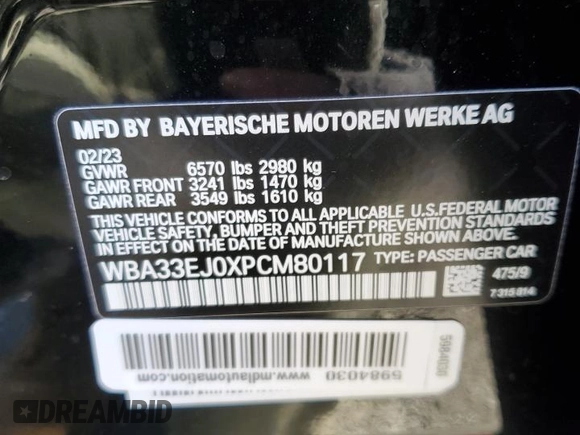 MFD BY BAYERISCHE MOTOREN WERKE AG
02/23
GVWR 6570 lbs 2980 kg
GAWR FRONT 3241 lbs 1470 kg
GAWR REAR 3549 lbs 1610 kg
THIS VEHICLE CONFORMS TO ALL APPLICABLE U.S.FEDERAL MOTOR
VEHICLE SAFETY, BUMPER AND THEFT PREVENTION STANDARDS
IN EFFECT ON THE DATE OF MANUFACTURE SHOWN ABOVE.
WBA33EJ0XPCM80117 TYPE: PASSENGER CAR
475/9
7 315 814
5984030
www.mdlautomation.com
5984030
DREAMBID